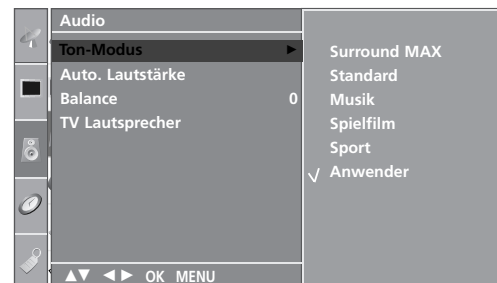 Audio
Ton-Modus
Auto. Lautstärke
Balance 0
TV Lautsprecher
Surround MAX
Standard
Musik
Spielfilm
Sport
Anwender
OK MENU